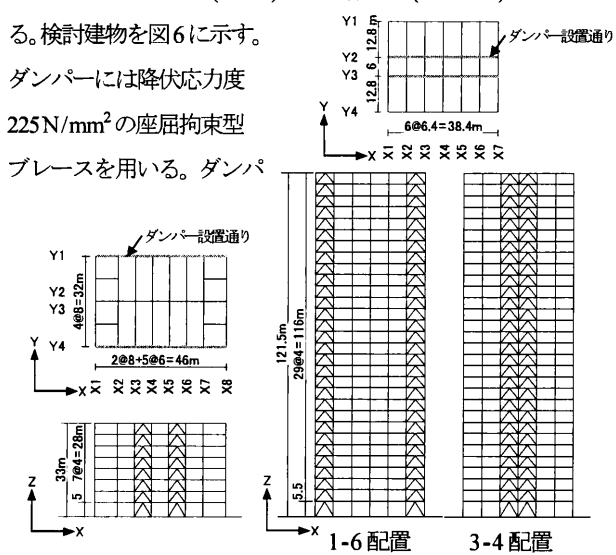 る。検討建物を図6に示す。
ダンパーには降伏応力度
225N/mm²の座屈拘束型
ブレースを用いる。ダンパ
Y1
Y2
Y3
Y4
12.8m
6
12.8
ダンパー設置通り
6@6.4=38.4m
Y
X
X1 X2 X3 X4 X5 X6 X7
ダンパー設置通り
Y1
Y2
Y3
Y4
4@8=32m
2@8+5@6=46m
Y
X
X1 X2 X3 X4 X5 X6 X7 X8
33m
7@4=28m
5
Z
X
121.5m
29@4=116m
5.5
Z
X
1-6配置
3-4配置